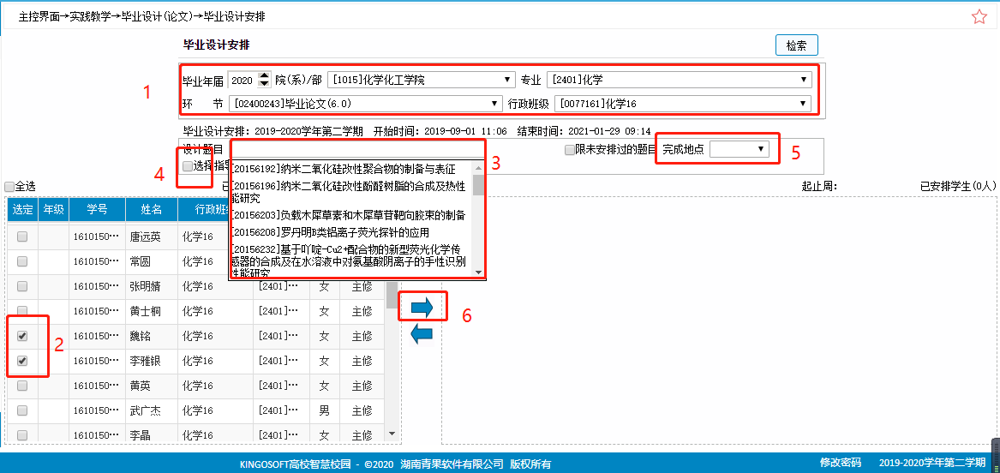 主控界面→实践教学→毕业设计(论文)→毕业设计安排
毕业设计安排
检索
1
毕业年届 2020 院(系)/部 [1015]化学化工学院 专业 [2401]化学
环 节 [02400243]毕业论文(6.0) 行政班级 [0077161]化学16
毕业设计安排: 2019-2020学年第二学期 开始时间: 2019-09-01 11:06 结束时间: 2021-01-29 09:14
设计题目 限未安排过的题目 完成地点
4 选择指导 3 5
[20156192]纳米二氧化硅改性聚合物的制备与表征
[20156196]纳米二氧化硅改性酚醛树脂的合成及热性
能研究
[20156203]负载木犀草素和木犀草苷靶向胶束的制备
[20156208]罗丹明B类铝离子荧光探针的应用
[20156232]基于吖啶-Cu2+配合物的新型荧光化学传
感器的合成及在水溶液中对氨基酸阴离子的手性识别
性能研究
全选 起止周: 已安排学生(0人)
选定 年级 学号 姓名 行政班级
1610150… 唐远英 化学16
1610150… 常圆 化学16
1610150… 张明婧 化学16 [2401]… 女 主修
1610150… 黄士桐 化学16 [2401]… 女 主修
6
1610150… 魏铭 化学16 [2401]… 女 主修
2
1610150… 李雅银 化学16 [2401]… 女 主修
1610150… 黄英 化学16 [2401]… 女 主修
1610150… 武广杰 化学16 [2401]… 男 主修
1610150… 李晶 化学16 [2401]… 女 主修
KINGOSOFT高校智慧校园 - ©2020 湖南青果软件有限公司 版权所有
修改密码 2019-2020学年第二学期